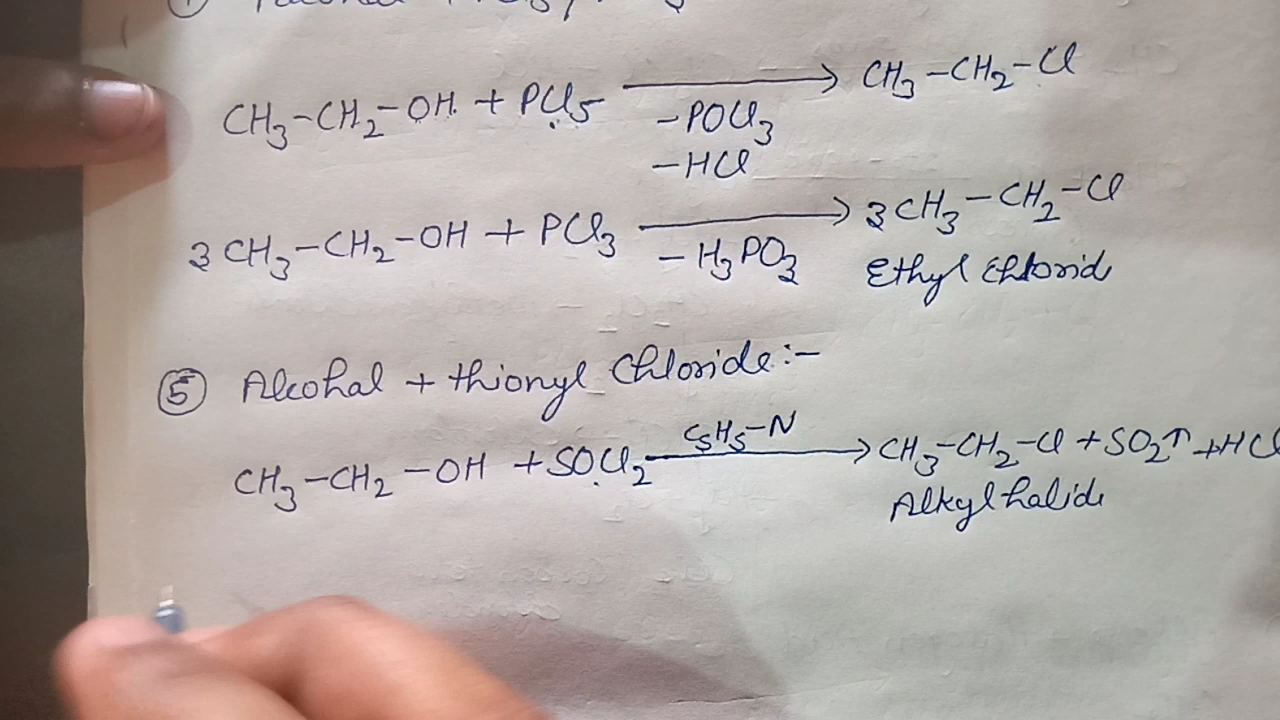 CH₃-CH₂-OH + PCl₅ → CH₃-CH₂-Cl
-POCl₃
-HCl
3CH₃-CH₂-OH + PCl₃ → 3CH₃-CH₂-Cl
-H₃PO₃ Ethyl Chloride
⑤ Alcohal + thionyl Chloride:-
C₅H₅-N
CH₃-CH₂-OH + SOCl₂ → CH₃-CH₂-Cl + SO₂↑ + HCl
Alkyl halide